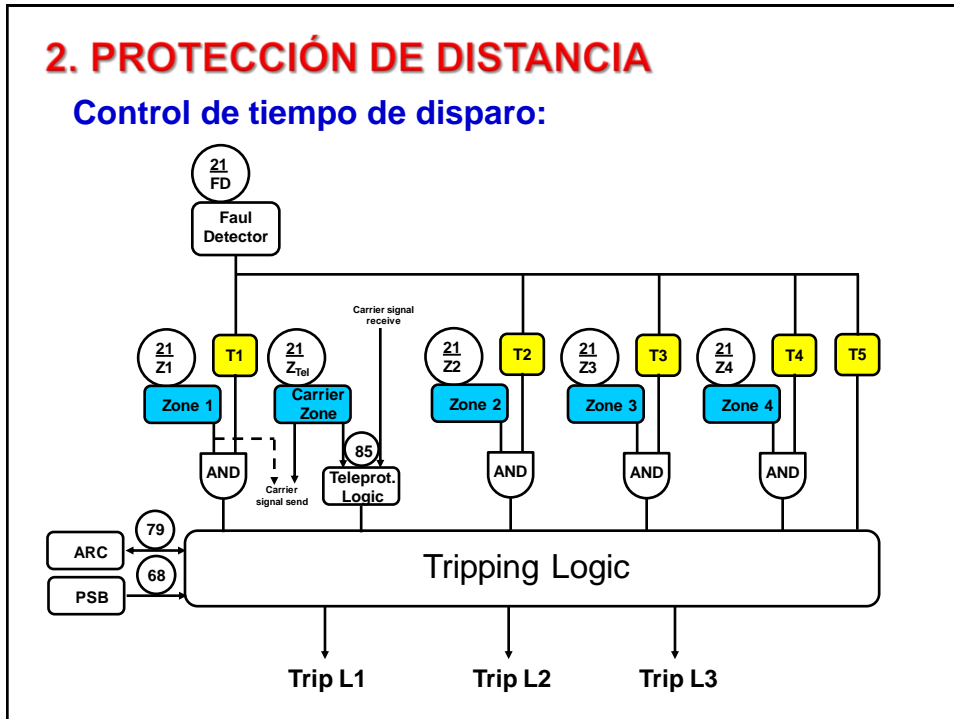 2. PROTECCIÓN DE DISTANCIA
Control de tiempo de disparo:
21
FD
Faul
Detector
Carrier signal
receive
21
Z1
T1
21
ZTel
21
Z2
T2
21
Z3
T3
21
Z4
T4
T5
Zone 1
Carrier
Zone
Zone 2
Zone 3
Zone 4
AND
85
Teleprot.
Logic
AND
AND
AND
Carrier
signal send
79
ARC
68
PSB
Tripping Logic
Trip L1
Trip L2
Trip L3